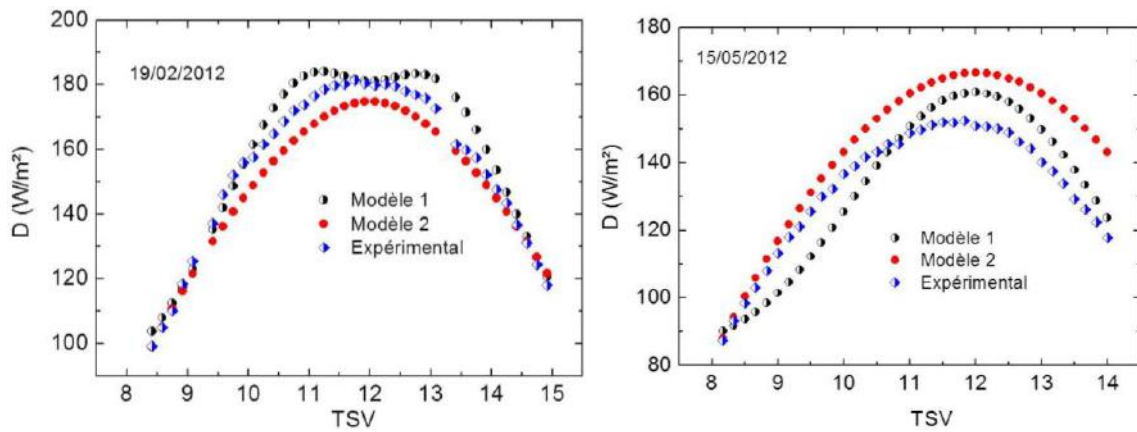 200
180
160
140
120
100
D (W/m²)
19/02/2012
Modèle 1
Modèle 2
Expérimental
8 9 10 11 12 13 14 15
TSV
180
160
140
120
100
80
D (W/m²)
15/05/2012
Modèle 1
Modèle 2
Expérimental
8 9 10 11 12 13 14
TSV